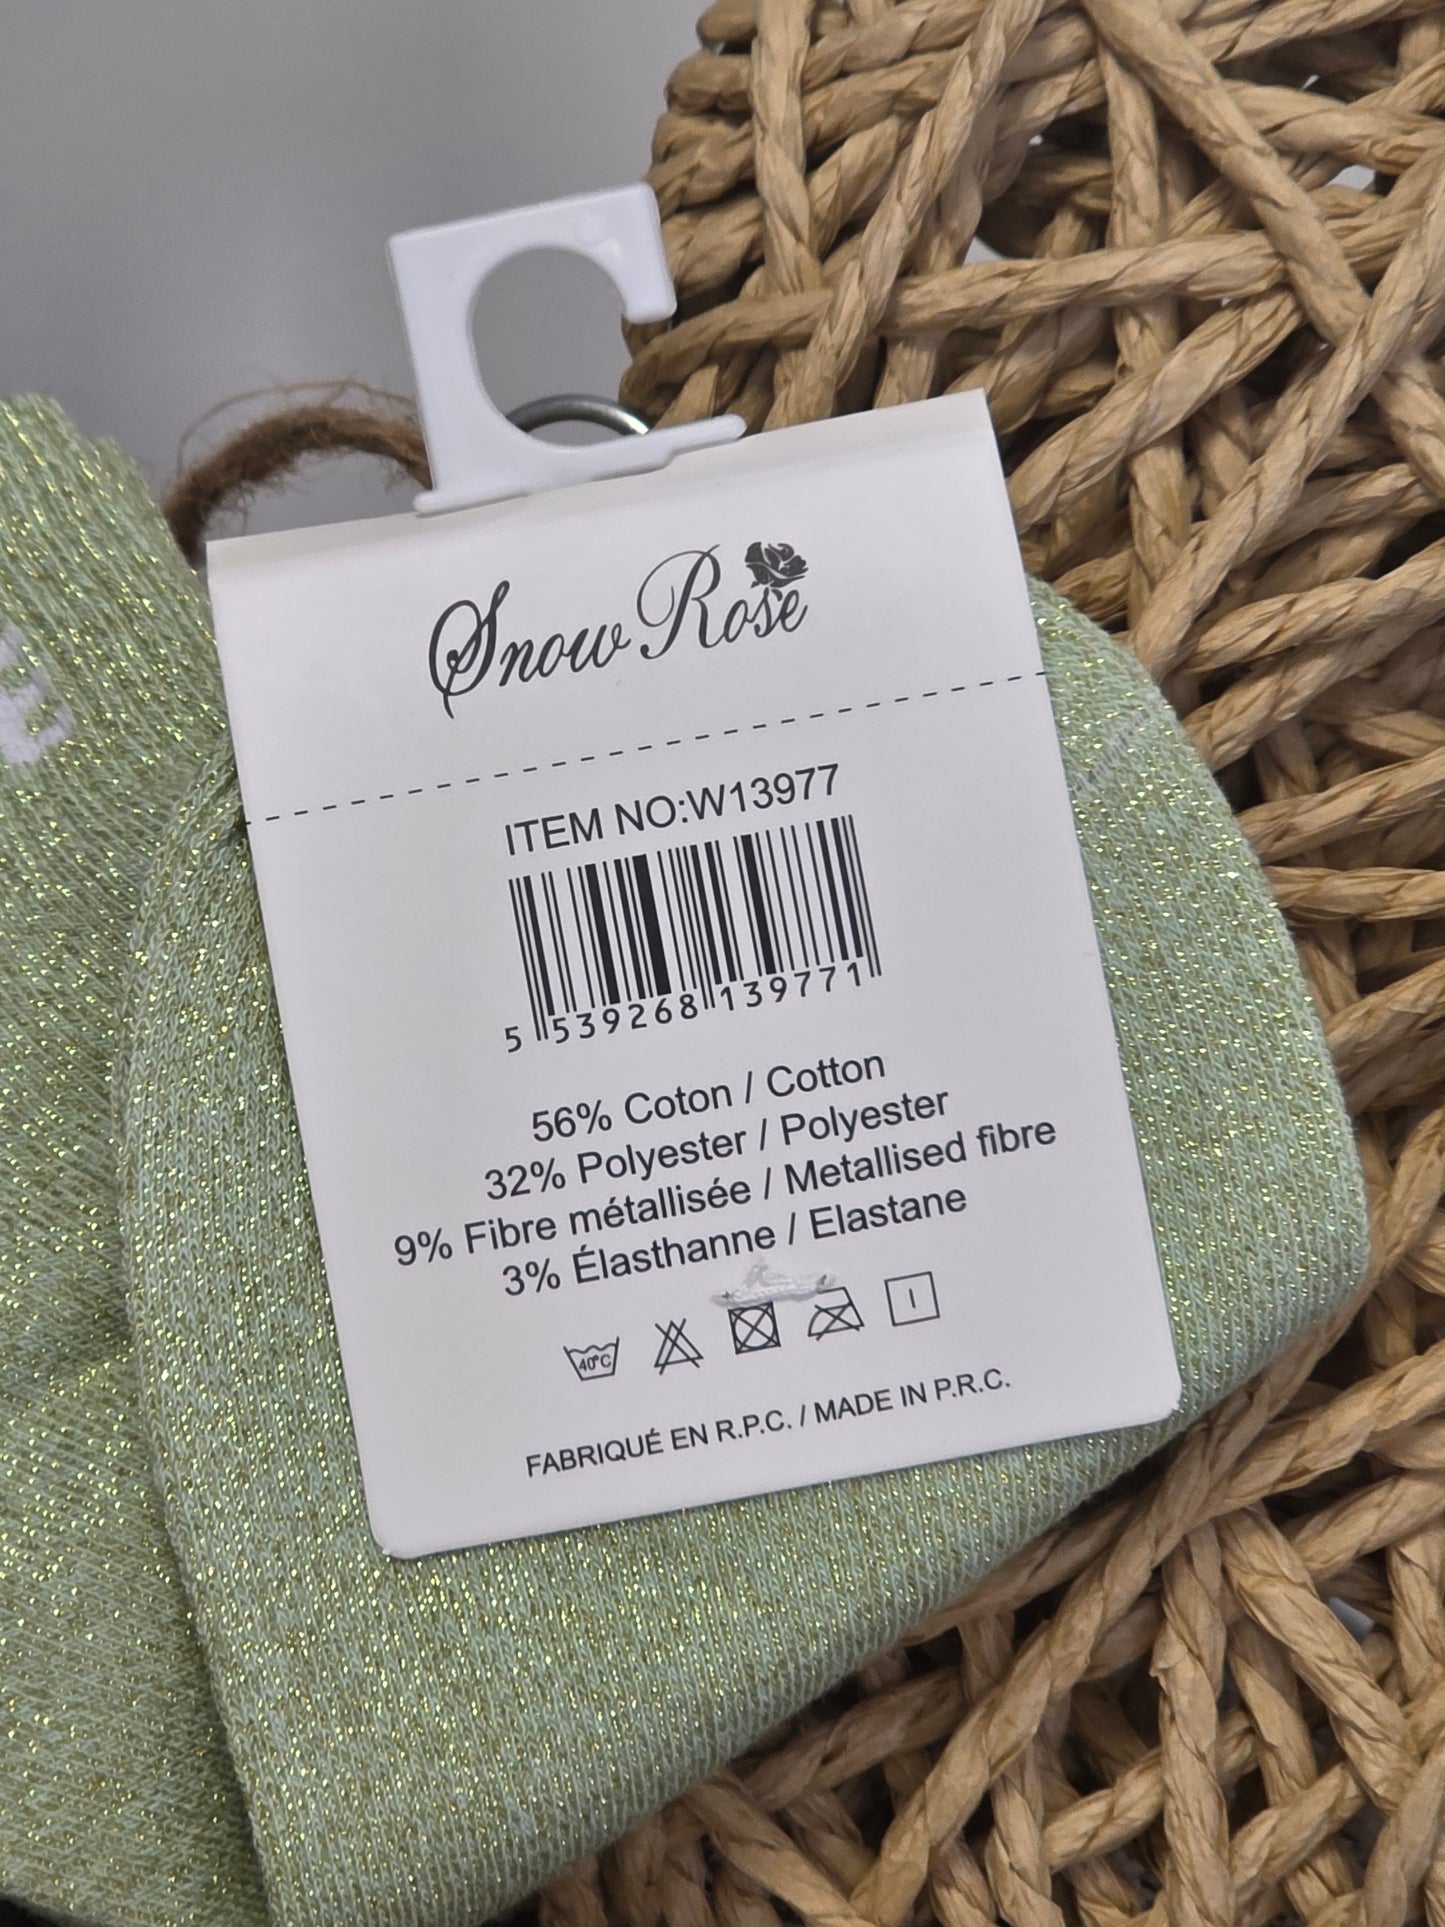 Snow Rose
ITEM NO:W13977
5 539268 139771
56% Coton / Cotton
32% Polyester / Polyester
9% Fibre métallisée / Metallised fibre
3% Élasthanne / Elastane
40°C
FABRIQUÉ EN R.P.C. / MADE IN P.R.C.